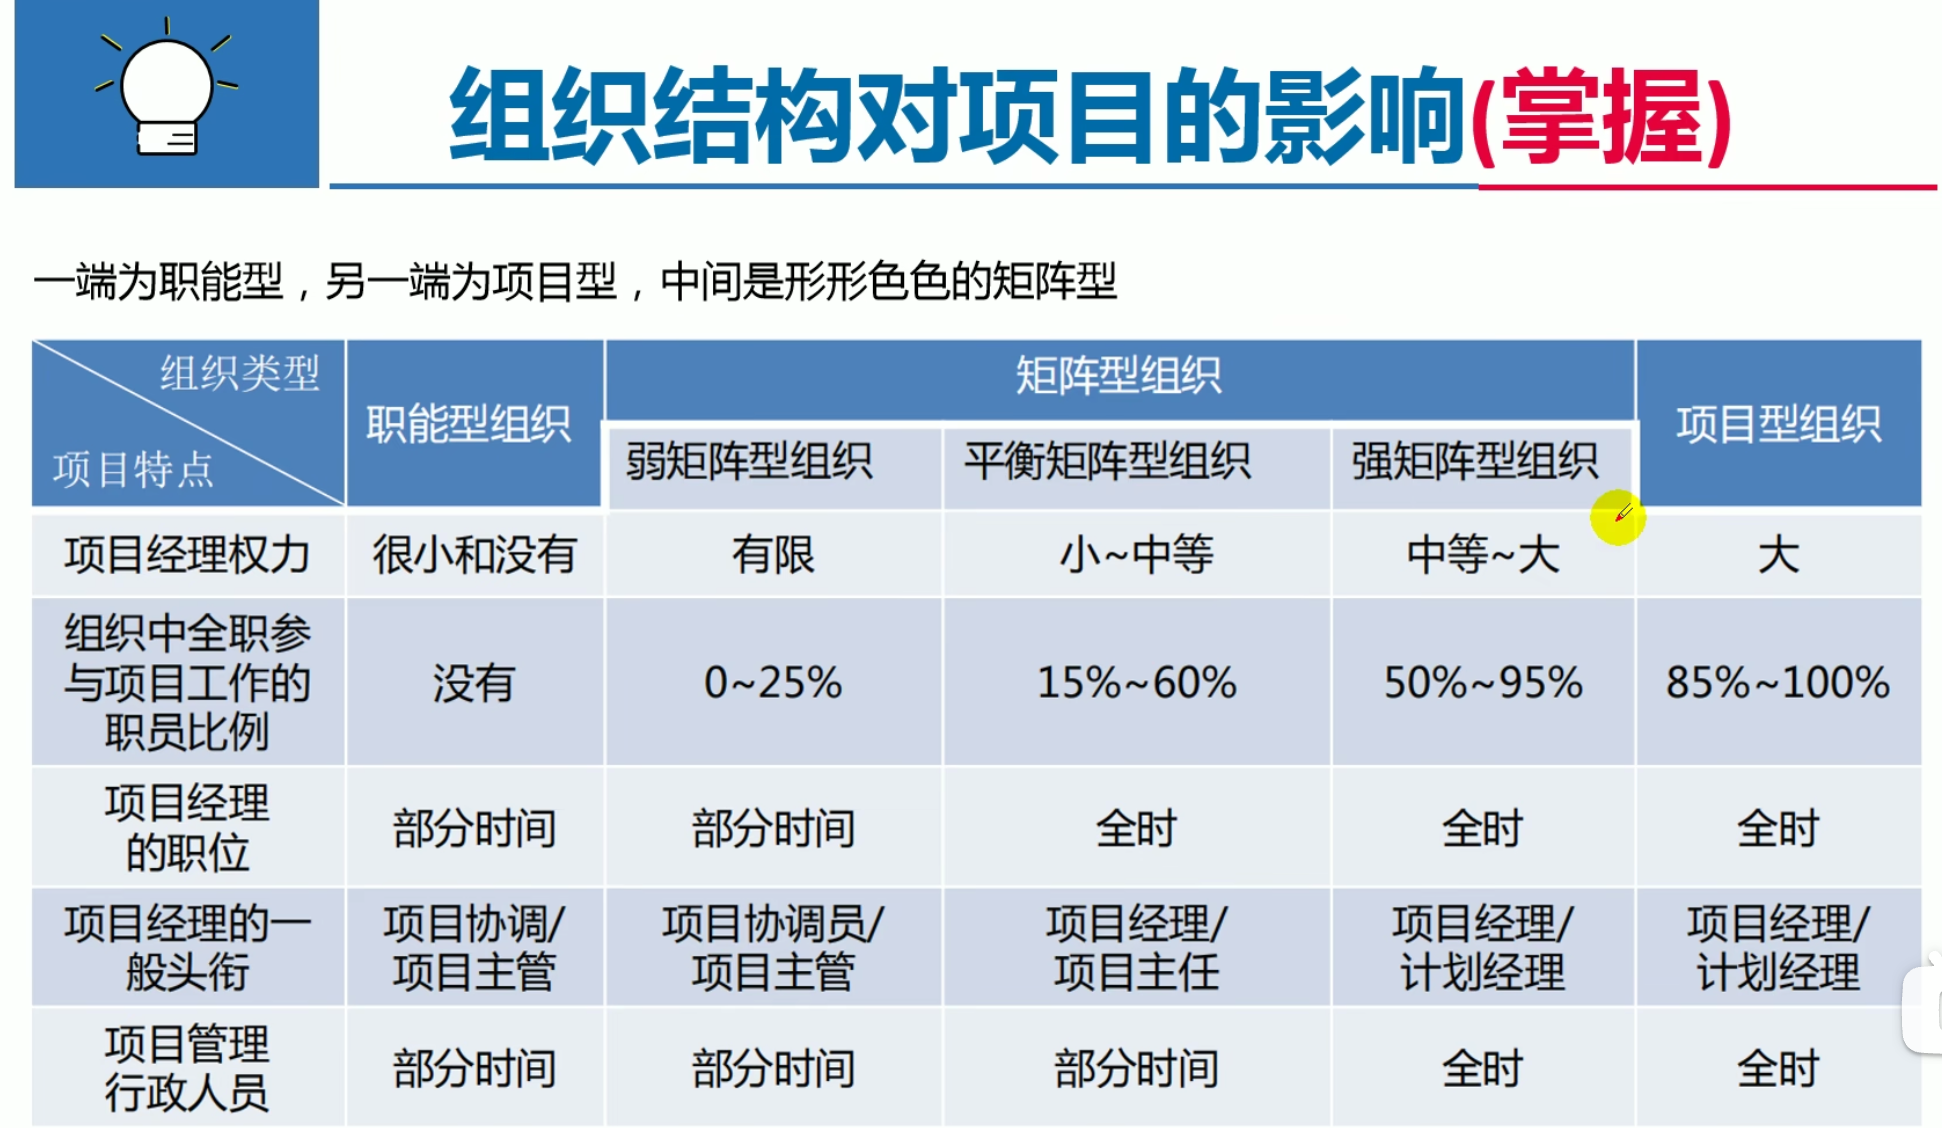 组织结构对项目的影响(掌握)
一端为职能型，另一端为项目型，中间是形形色色的矩阵型
组织类型
项目特点
职能型组织
矩阵型组织
项目型组织
弱矩阵型组织
平衡矩阵型组织
强矩阵型组织
项目经理权力
很小和没有
有限
小~中等
中等~大
大
组织中全职参
与项目工作的
职员比例
没有
0~25%
15%~60%
50%~95%
85%~100%
项目经理
的职位
部分时间
部分时间
全时
全时
全时
项目经理的一
般头衔
项目协调/
项目主管
项目协调员/
项目主管
项目经理/
项目主任
项目经理/
计划经理
项目经理/
计划经理
项目管理
行政人员
部分时间
部分时间
部分时间
全时
全时